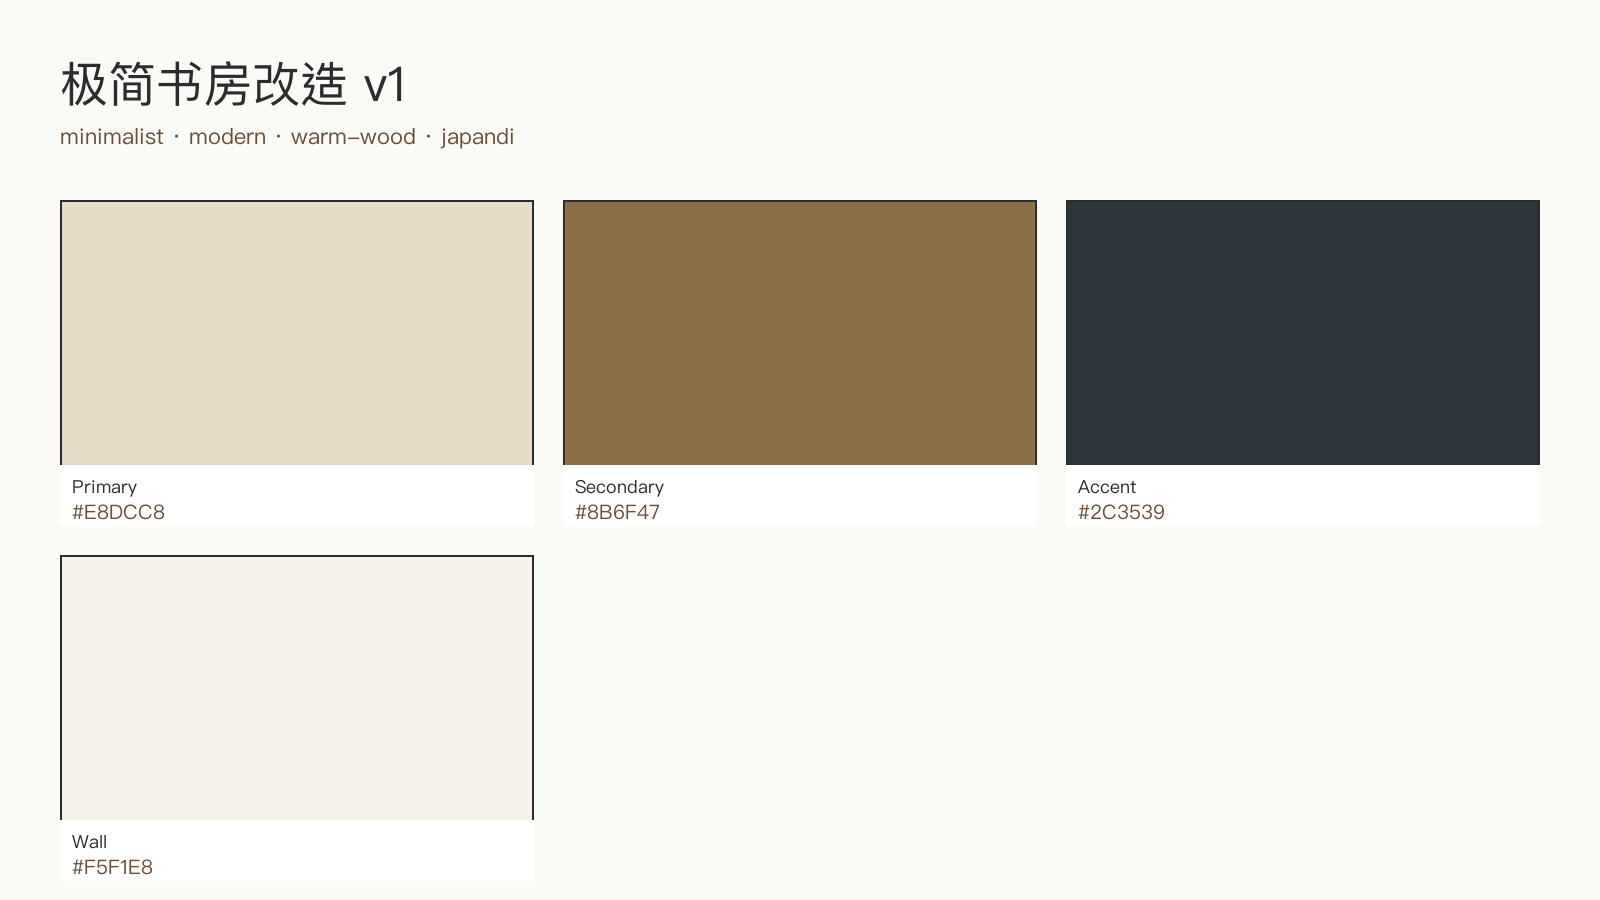 极简书房改造 v1
minimalist · modern · warm-wood · japandi
Primary
#E8DCC8
Secondary
#8B6F47
Accent
#2C3539
Wall
#F5F1E8